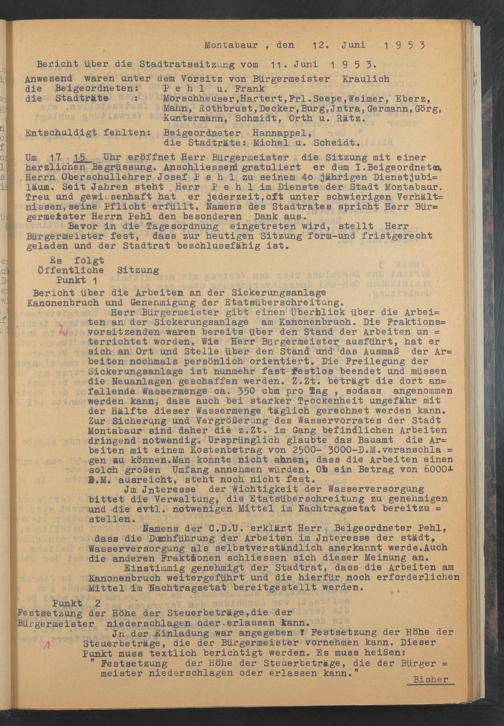 Montabaur , den 12. Juni 1 9 5 3
Bericht über die Stadtratssitzung vom 11. Juni 1 9 5 3.
Anwesend waren unter dem Vorsitz von Bürgermeister Kraulich
die Beigeordneten: P e h l u. Frank
die Stadträte : Morschheuser,Hartert,Frl.Seepe,Weimer, Eberz,
Mahn, Rothbrust,Decker,Burg,Jntra,Germann,Görg,
Kuntermann, Schmidt, Orth u. Rätz.
Entschuldigt fehlten: Beigeordneter Hannappel,
die Stadträte: Michel u. Scheidt.
Um 17 15 Uhr eröffnet Herr Bürgermeister die Sitzung mit einer
herzlichen Begrüssung. Anschliessend gratuliert er dem I.Beigeordneten,
Herrn Oberschullehrer Josef P e h l zu seinem 40 jährigen Dienstjubi=
läum. Seit Jahren steht Herr P e h l im Dienste der Stadt Montabaur.
Treu und gewissenhaft hat er jederzeit,oft unter schwierigen Verhält=
nissen,seine Pflicht erfüllt. Namens des Stadtrates spricht Herr Bür=
germeister Herrn Pehl den besonderen Dank aus.
Bevor in die Tagesordnung eingetreten wird, stellt Herr
Bürgermeister fest, dass zur heutigen Sitzung form-und fristgerecht
geladen und der Stadtrat beschlussfähig ist.
Es folgt
Öffentliche Sitzung
Punkt 1
Bericht über die Arbeiten an der Sickerungsanlage
Kanonenbruch und Genehmigung der Etatsüberschreitung.
Herr Bürgermeister gibt einen Überblick über die Arbei=
ten an der Sickerungsanlage am Kanonenbruch. Die Fraktions=
vorsitzenden waren bereits über den Stand der Arbeiten un =
terrichtet worden. Wie Herr Bürgermeister ausführt, hat er
sich an Ort und Stelle über den Stand und das Ausmaß der Ar=
beiten nochmals persönlich orientiert. Die Freilegung der
Sickerungsanlage ist nunmehr fast restlos beendet und müssen
die Neuanlagen geschaffen werden. Z.Zt. beträgt die dort an=
fallende Wassermenge ca. 350 cbm pro Tag , sodass angenommen
werden kann, dass auch bei starker Trockenheit ungefähr mit
der Hälfte dieser Wassermenge täglich gerechnet werden kann.
Zur Sicherung und Vergrößerung des Wasservorrates der Stadt
Montabaur sind daher die z.Zt. im Gang befindlichen Arbeiten
dringend notwendig. Ursprünglich glaubte das Bauamt die Ar=
beiten mit einem Kostenbetrag von 2500- 3000-D.M.veranschla =
gen zu können.Man konnte nicht ahnen, dass die Arbeiten einen
solch großen Umfang annehmen würden. Ob ein Betrag von 6000-
D.M. ausreicht, steht noch nicht fest.
Jm Jnteresse der Wichtigkeit der Wasserversorgung
bittet die Verwaltung, die Etatsüberschreitung zu genehmigen
und die evtl. notwenigen Mittel im Nachtragsetat bereitzu =
stellen.
Namens der C.D.U. erklärt Herr Beigeordneter Pehl,
dass die Durchführung der Arbeiten im Jnteresse der städt,
Wasserversorgung als selbstverständlich anerkannt werde.Auch
die anderen Fraktionen schliessen sich dieser Meinung an.
Einstimmig genehmigt der Stadtrat, dass die Arbeiten am
Kanonenbruch weitergeführt und die hierfür noch erforderlichen
Mittel im Nachtragsetat bereitgestellt werden.
Punkt 2
Festsetzung der Höhe der Steuerbeträge,die der
Bürgermeister niederschlagen oder erlassen kann.
Jn der Einladung war angegeben : Festsetzung der Höhe der
Steuerbeträge, die der Bürgermeister vornehmen kann. Dieser
Punkt muss textlich berichtigt werden. Es muss heißen:
" Festsetzung der Höhe der Steuerbeträge, die der Bürger =
meister niederschlagen oder erlassen kann."
Bisher